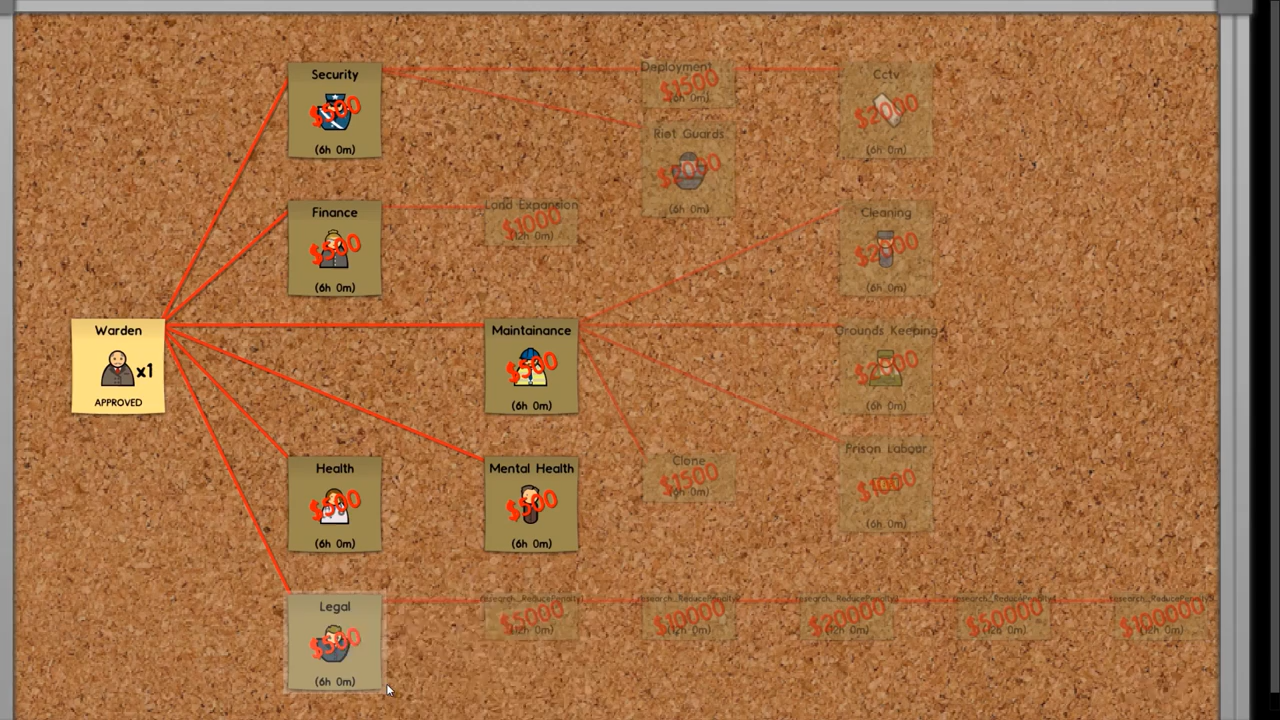 Security
$500
(6h 0m)
Deployment
$1500
(6h 0m)
Cctv
$2000
(6h 0m)
Riot Guards
$2000
(6h 0m)
Finance
$500
(6h 0m)
Land Expansion
$1000
(12h 0m)
Cleaning
$2000
(6h 0m)
Warden
x1
APPROVED
Maintainance
$500
(6h 0m)
Grounds Keeping
$2000
(6h 0m)
Health
$500
(6h 0m)
Mental Health
$500
(6h 0m)
Clone
$1500
(6h 0m)
Prison Labour
$1000
(6h 0m)
Legal
$500
(6h 0m)
$5000
(12h 0m)
$10000
(12h 0m)
$20000
(12h 0m)
$50000
(12h 0m)
$100000
(12h 0m)